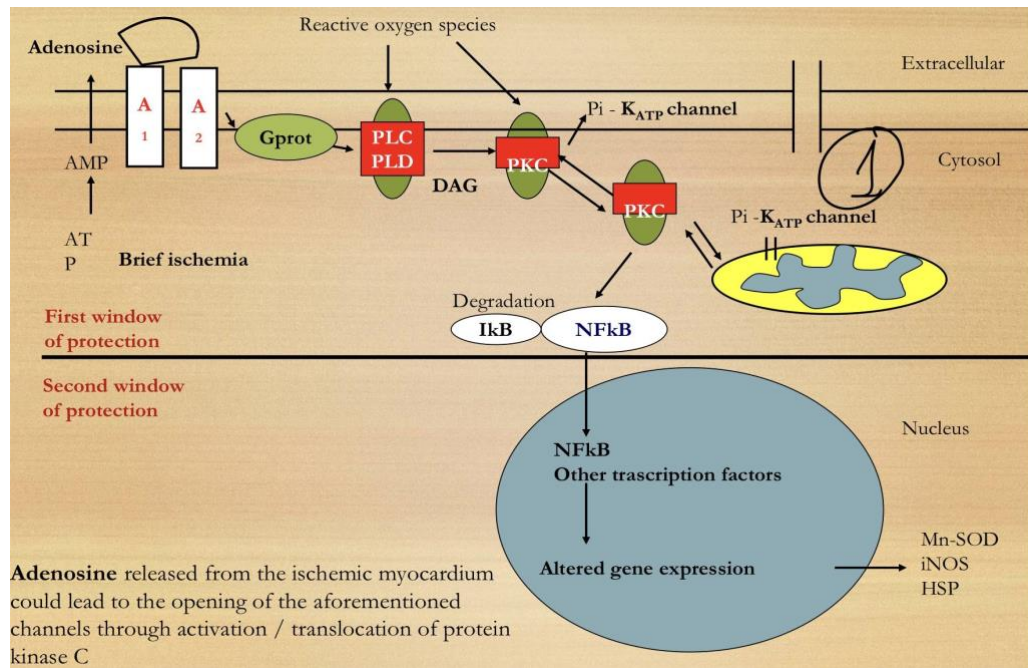 Reactive oxygen species
Adenosine
Extracellular
A
1
A
2
Pi - KATP channel
Gprot
PLC
PLD
AMP
PKC
Cytosol
1
DAG
PKC
Pi -KATP channel
AT
P
Brief ischemia
Degradation
First window
of protection
IkB
NFkB
Second window
of protection
Nucleus
NFkB
Other trascription factors
Mn-SOD
iNOS
HSP
Altered gene expression
Adenosine released from the ischemic myocardium
could lead to the opening of the aforementioned
channels through activation / translocation of protein
kinase C